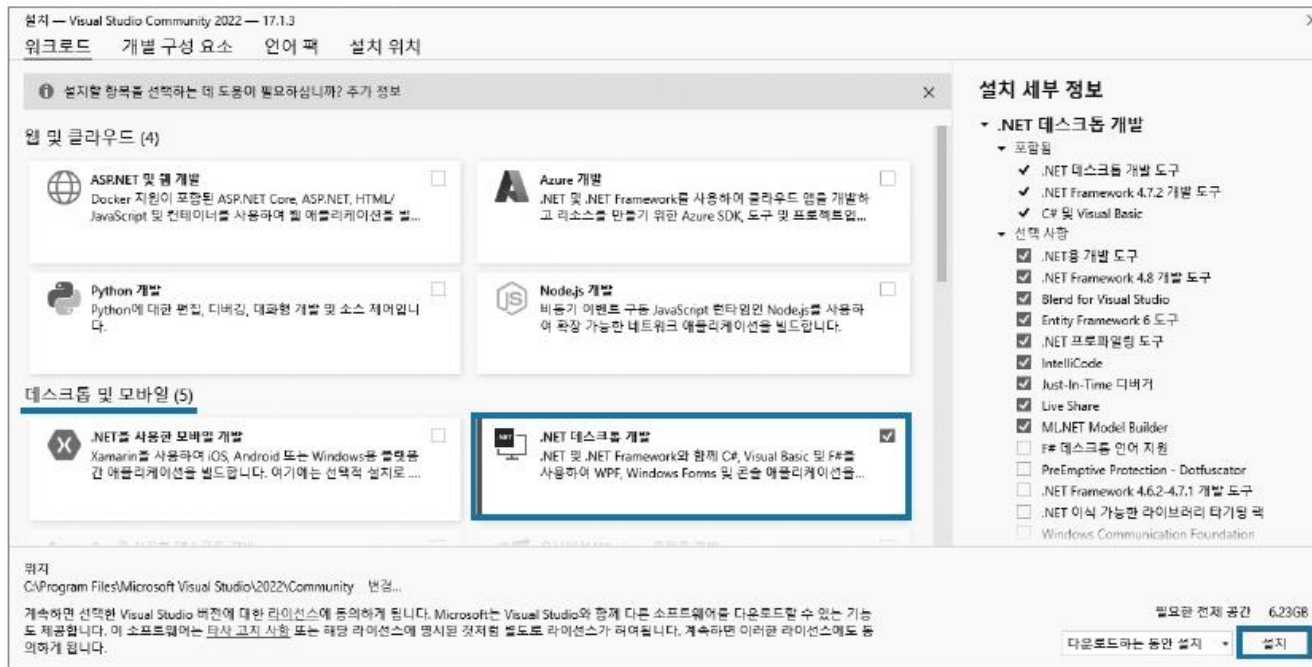 설치 — Visual Studio Community 2022 — 17.1.3
워크로드 개별 구성 요소 언어 팩 설치 위치
설치할 항목을 선택하는 데 도움이 필요하십니까? 추가 정보
웹 및 클라우드 (4)
ASP.NET 및 웹 개발
Docker 지원이 포함된 ASP.NET Core, ASP.NET, HTML/
JavaScript 및 컨테이너를 사용하여 웹 애플리케이션을 빌...
Azure 개발
.NET 및 .NET Framework를 사용하여 클라우드 앱을 개발하
고 리소스를 만들기 위한 Azure SDK, 도구 및 프로젝트입...
Python 개발
Python에 대한 편집, 디버깅, 대화형 개발 및 소스 제어입니
다.
Node.js 개발
비동기 이벤트 구동 JavaScript 런타임인 Node.js를 사용하
여 확장 가능한 네트워크 애플리케이션을 빌드합니다.
데스크톱 및 모바일 (5)
.NET을 사용한 모바일 개발
Xamarin을 사용하여 iOS, Android 또는 Windows용 플랫폼
간 애플리케이션을 빌드합니다. 여기에는 선택적 설치로 ...
.NET 데스크톱 개발
.NET 및 .NET Framework와 함께 C#, Visual Basic 및 F#를
사용하여 WPF, Windows Forms 및 콘솔 애플리케이션을...
설치 세부 정보
.NET 데스크톱 개발
포함됨
.NET 데스크톱 개발 도구
.NET Framework 4.7.2 개발 도구
C# 및 Visual Basic
선택 사항
.NET용 개발 도구
.NET Framework 4.8 개발 도구
Blend for Visual Studio
Entity Framework 6 도구
.NET 프로파일링 도구
IntelliCode
Just-In-Time 디버거
Live Share
ML.NET Model Builder
F# 데스크톱 언어 지원
PreEmptive Protection - Dotfuscator
.NET Framework 4.6.2-4.7.1 개발 도구
.NET 이식 가능한 라이브러리 타기팅 팩
Windows Communication Foundation
위치
C:\Program Files\Microsoft Visual Studio\2022\Community 변경...
계속하면 선택한 Visual Studio 버전에 대한 라이선스에 동의하게 됩니다. Microsoft는 Visual Studio와 함께 다른 소프트웨어를 다운로드할 수 있는 기능
도 제공합니다. 이 소프트웨어는 타사 고지 사항 또는 해당 라이선스에 명시된 것처럼 별도로 라이선스가 허여됩니다. 계속하면 이러한 라이선스에도 동
의하게 됩니다.
필요한 전체 공간 6.23GB
다운로드하는 동안 설치 설치